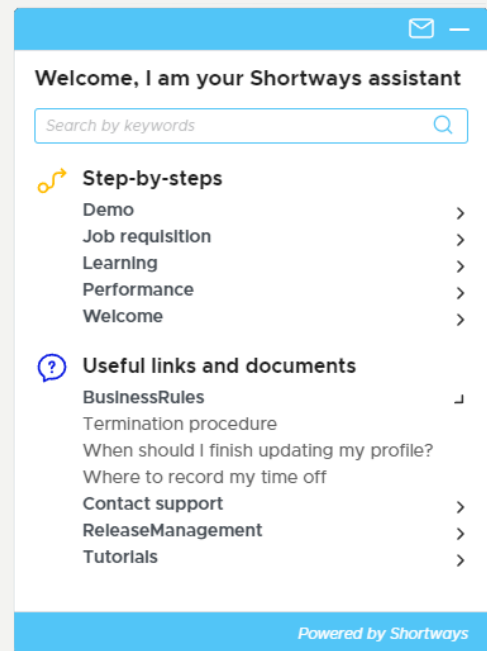 Welcome, I am your Shortways assistant
Search by keywords
Step-by-steps
Demo
Job requisition
Learning
Performance
Welcome
Useful links and documents
BusinessRules
Termination procedure
When should I finish updating my profile?
Where to record my time off
Contact support
ReleaseManagement
Tutorials
Powered by Shortways